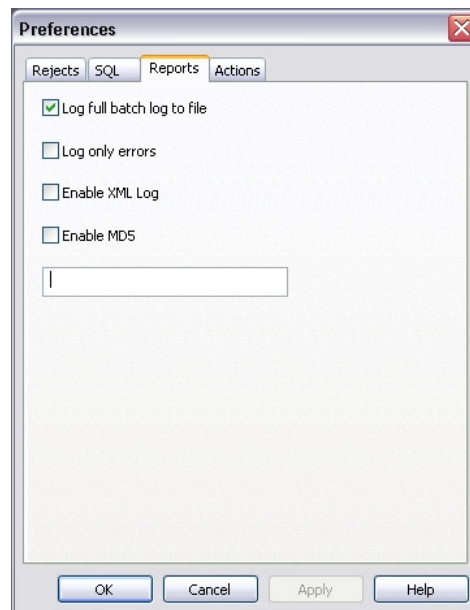 Preferences
Rejects SQL Reports Actions
Log full batch log to file
Log only errors
Enable XML Log
Enable MD5
OK Cancel Apply Help